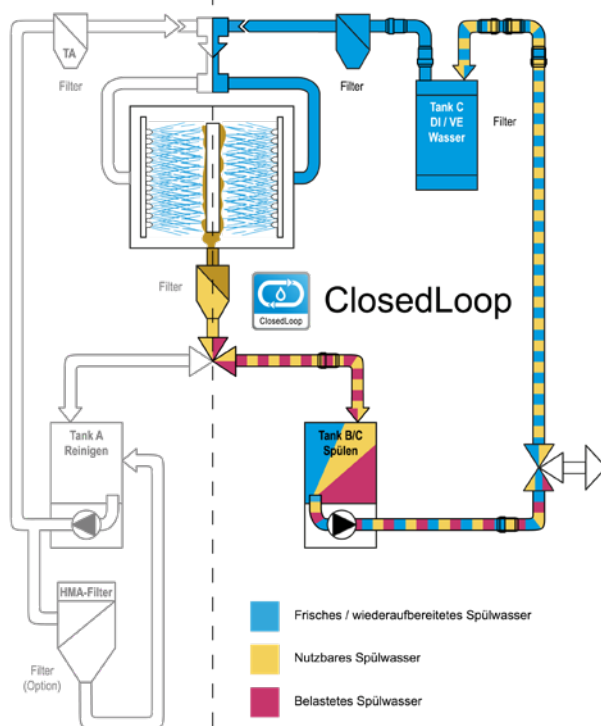 TA
Filter
Filter
Tank C
DI / VE
Wasser
Filter
Filter
ClosedLoop
ClosedLoop
Tank A
Reinigen
Tank B/C
Spülen
HMA-Filter
Filter
(Option)
Frisches / wiederaufbereitetes Spülwasser
Nutzbares Spülwasser
Belastetes Spülwasser